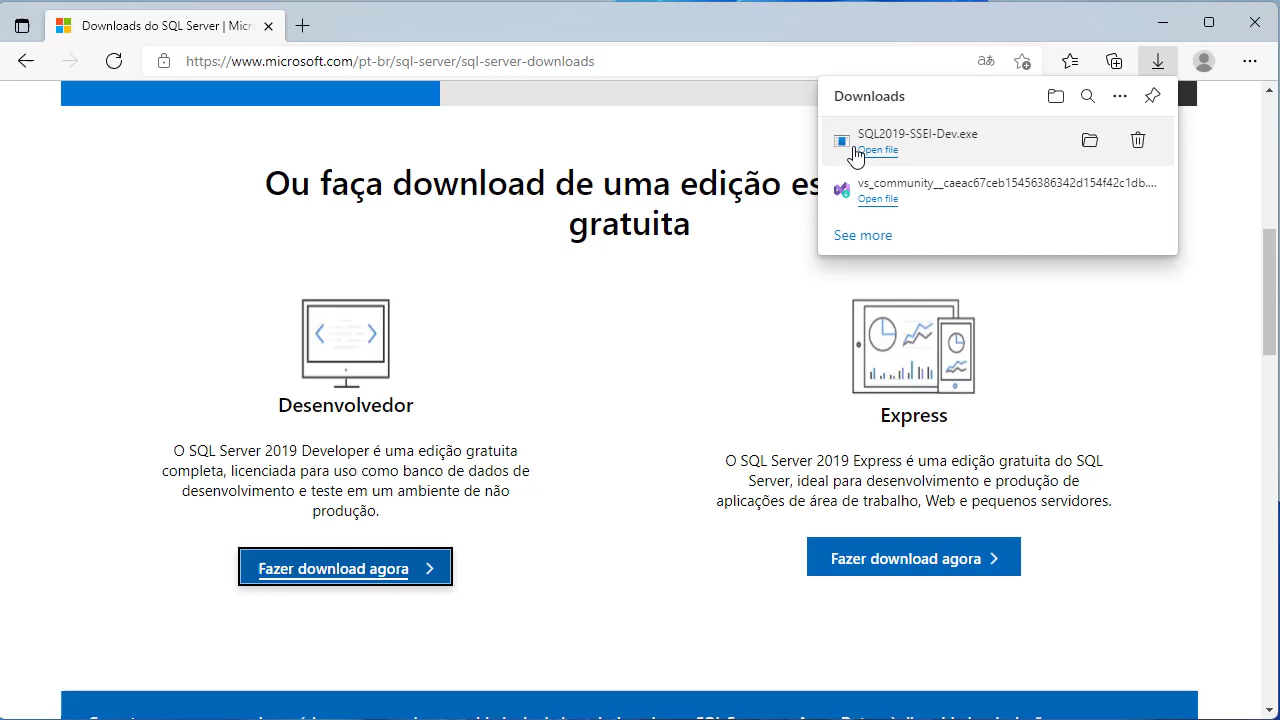 Downloads do SQL Server | Micr
https://www.microsoft.com/pt-br/sql-server/sql-server-downloads
Downloads
SQL2019-SSEI-Dev.exe
Open file
vs_community__caeac67ceb15456386342d154f42c1db....
Open file
See more
Ou faça download de uma edição es
gratuita
Desenvolvedor
O SQL Server 2019 Developer é uma edição gratuita
completa, licenciada para uso como banco de dados de
desenvolvimento e teste em um ambiente de não
produção.
Fazer download agora
Express
O SQL Server 2019 Express é uma edição gratuita do SQL
Server, ideal para desenvolvimento e produção de
aplicações de área de trabalho, Web e pequenos servidores.
Fazer download agora